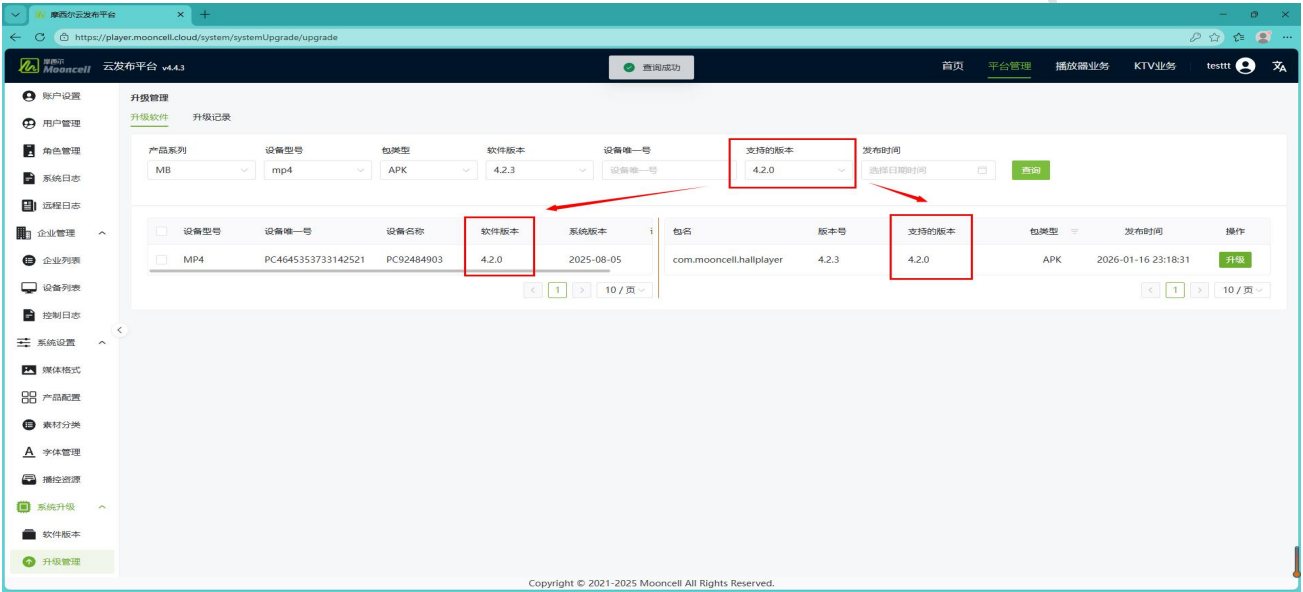 摩西尔云发布平台
https://player.mooncell.cloud/system/systemUpgrade/upgrade
摩西尔
Mooncell
云发布平台 v4.4.3
查询成功
首页 平台管理 播放器业务 KTV业务 testtt
账户设置
用户管理
角色管理
系统日志
远程日志
企业管理
企业列表
设备列表
控制日志
系统设置
媒体格式
产品配置
素材分类
字体管理
播控资源
系统升级
软件版本
升级管理
升级管理
升级软件 升级记录
产品系列 设备型号 包类型 软件版本 设备唯一号 支持的版本 发布时间
MB mp4 APK 4.2.3 设备唯一号 4.2.0 选择日期时间 查询
设备型号 设备唯一号 设备名称 软件版本 系统版本
MP4 PC4645353733142521 PC92484903 4.2.0 2025-08-05
1 10 / 页
包名 版本号 支持的版本 包类型 发布时间 操作
com.mooncell.hallplayer 4.2.3 4.2.0 APK 2026-01-16 23:18:31 升级
1 10 / 页
Copyright © 2021-2025 Mooncell All Rights Reserved.